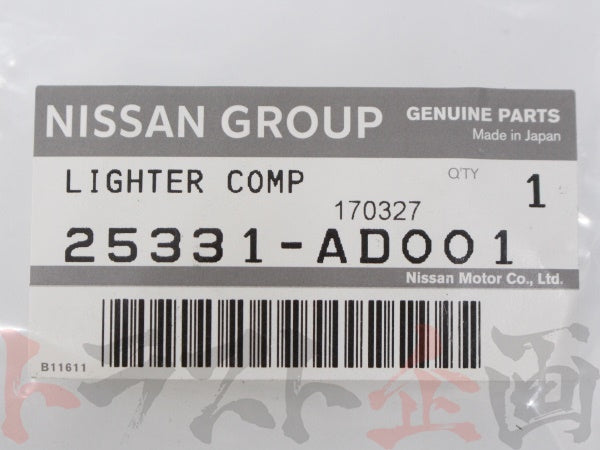 NISSAN GROUP
GENUINE PARTS
Made in Japan
LIGHTER COMP
Q'TY
1
170327
25331-AD001
Nissan Motor Co., Ltd.
B11611
トラスト企画